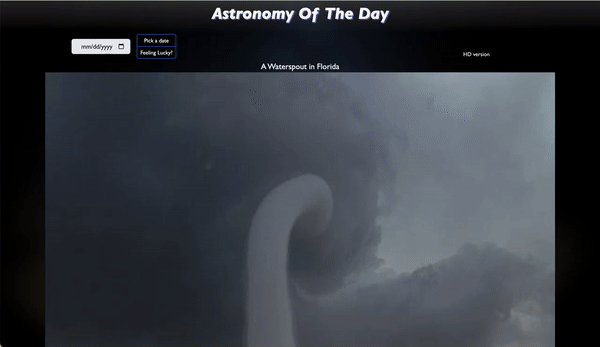 Astronomy Of The Day
mm/dd/yyyy
Pick a date
Feeling Lucky?
HD version
A Waterspout in Florida